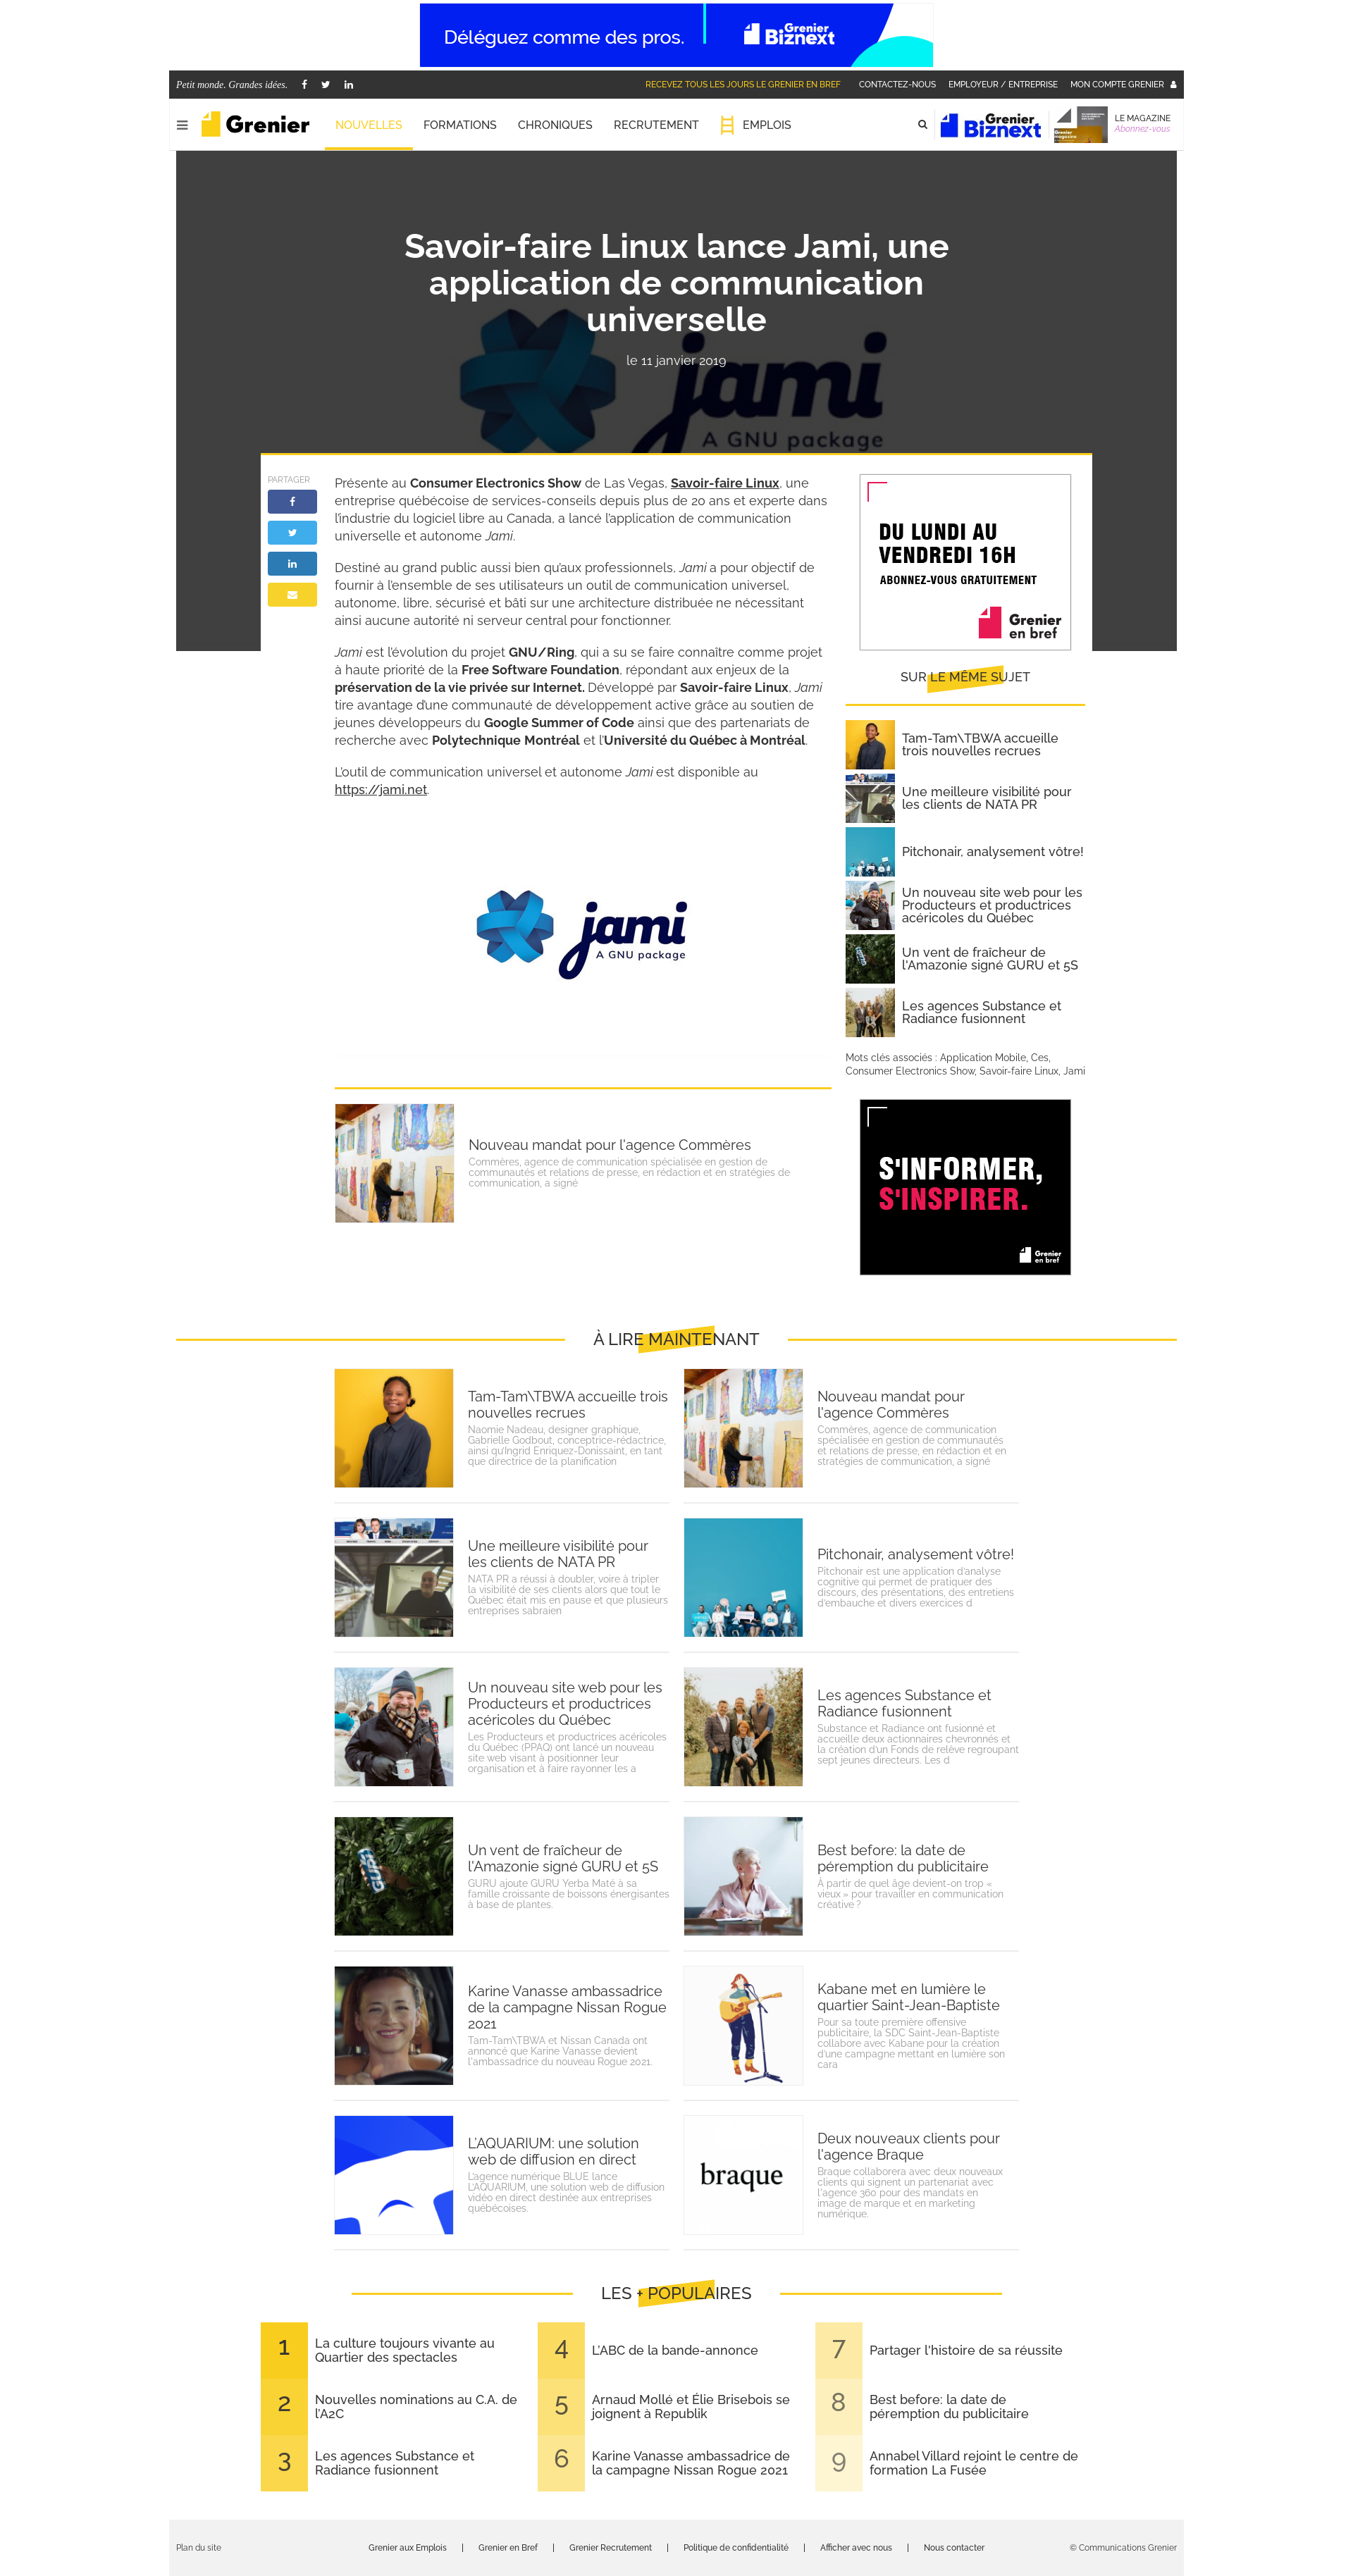 Déléguez comme des pros.
Grenier
Biznext
Petit monde. Grandes idées.
RECEVEZ TOUS LES JOURS LE GRENIER EN BREF
CONTACTEZ-NOUS
EMPLOYEUR / ENTREPRISE
MON COMPTE GRENIER
Grenier
NOUVELLES
FORMATIONS
CHRONIQUES
RECRUTEMENT
EMPLOIS
Grenier
Biznext
LE MAGAZINE
Abonnez-vous
Savoir-faire Linux lance Jami, une
application de communication
universelle
le 11 janvier 2019
jami
A GNU package
PARTAGER
Présente au Consumer Electronics Show de Las Vegas, Savoir-faire Linux, une
entreprise québécoise de services-conseils depuis plus de 20 ans et experte dans
l’industrie du logiciel libre au Canada, a lancé l’application de communication
universelle et autonome Jami.
Destiné au grand public aussi bien qu’aux professionnels, Jami a pour objectif de
fournir à l’ensemble de ses utilisateurs un outil de communication universel,
autonome, libre, sécurisé et bâti sur une architecture distribuée ne nécessitant
ainsi aucune autorité ni serveur central pour fonctionner.
Jami est l’évolution du projet GNU/Ring, qui a su se faire connaître comme projet
à haute priorité de la Free Software Foundation, répondant aux enjeux de la
préservation de la vie privée sur Internet. Développé par Savoir-faire Linux, Jami
tire avantage d’une communauté de développement active grâce au soutien de
jeunes développeurs du Google Summer of Code ainsi que des partenariats de
recherche avec Polytechnique Montréal et l’Université du Québec à Montréal.
L’outil de communication universel et autonome Jami est disponible au
https://jami.net.
jami
A GNU package
Nouveau mandat pour l'agence Commères
Commères, agence de communication spécialisée en gestion de
communautés et relations de presse, en rédaction et en stratégies de
communication, a signé
DU LUNDI AU
VENDREDI 16H
ABONNEZ-VOUS GRATUITEMENT
Grenier
en bref
SUR LE MÊME SUJET
Tam-Tam\TBWA accueille
trois nouvelles recrues
Une meilleure visibilité pour
les clients de NATA PR
Pitchonair, analysement vôtre!
Un nouveau site web pour les
Producteurs et productrices
acéricoles du Québec
Un vent de fraîcheur de
l'Amazonie signé GURU et 5S
Les agences Substance et
Radiance fusionnent
Mots clés associés : Application Mobile, Ces,
Consumer Electronics Show, Savoir-faire Linux, Jami
S'INFORMER,
S'INSPIRER.
Grenier
en bref
À LIRE MAINTENANT
Tam-Tam\TBWA accueille trois
nouvelles recrues
Naomie Nadeau, designer graphique,
Gabrielle Godbout, conceptrice-rédactrice,
ainsi qu’Ingrid Enriquez-Donissaint, en tant
que directrice de la planification
Nouveau mandat pour
l'agence Commères
Commères, agence de communication
spécialisée en gestion de communautés
et relations de presse, en rédaction et en
stratégies de communication, a signé
Une meilleure visibilité pour
les clients de NATA PR
NATA PR a réussi à doubler, voire à tripler
la visibilité de ses clients alors que tout le
Québec était mis en pause et que plusieurs
entreprises sabraien
Pitchonair, analysement vôtre!
Pitchonair est une application d’analyse
cognitive qui permet de pratiquer des
discours, des présentations, des entretiens
d’embauche et divers exercices d
Un nouveau site web pour les
Producteurs et productrices
acéricoles du Québec
Les Producteurs et productrices acéricoles
du Québec (PPAQ) ont lancé un nouveau
site web visant à positionner leur
organisation et à faire rayonner les a
Les agences Substance et
Radiance fusionnent
Substance et Radiance ont fusionné et
accueille deux actionnaires chevronnés et
la création d’un Fonds de relève regroupant
sept jeunes directeurs. Les d
Un vent de fraîcheur de
l'Amazonie signé GURU et 5S
GURU ajoute GURU Yerba Maté à sa
famille croissante de boissons énergisantes
à base de plantes.
Best before: la date de
péremption du publicitaire
À partir de quel âge devient-on trop «
vieux » pour travailler en communication
créative ?
Karine Vanasse ambassadrice
de la campagne Nissan Rogue
2021
Tam-Tam\TBWA et Nissan Canada ont
annoncé que Karine Vanasse devient
l'ambassadrice du nouveau Rogue 2021.
Kabane met en lumière le
quartier Saint-Jean-Baptiste
Pour sa toute première offensive
publicitaire, la SDC Saint-Jean-Baptiste
collabore avec Kabane pour la création
d’une campagne mettant en lumière son
cara
L’AQUARIUM: une solution
web de diffusion en direct
L’agence numérique BLUE lance
L’AQUARIUM, une solution web de diffusion
vidéo en direct destinée aux entreprises
québécoises.
braque
Deux nouveaux clients pour
l'agence Braque
Braque collaborera avec deux nouveaux
clients qui signent un partenariat avec
l'agence 360 pour des mandats en
image de marque et en marketing
numérique.
LES + POPULAIRES
1
La culture toujours vivante au
Quartier des spectacles
2
Nouvelles nominations au C.A. de
l’A2C
3
Les agences Substance et
Radiance fusionnent
4
L’ABC de la bande-annonce
5
Arnaud Mollé et Élie Brisebois se
joignent à Republik
6
Karine Vanasse ambassadrice de
la campagne Nissan Rogue 2021
7
Partager l'histoire de sa réussite
8
Best before: la date de
péremption du publicitaire
9
Annabel Villard rejoint le centre de
formation La Fusée
Plan du site
Grenier aux Emplois | Grenier en Bref | Grenier Recrutement | Politique de confidentialité | Afficher avec nous | Nous contacter
© Communications Grenier